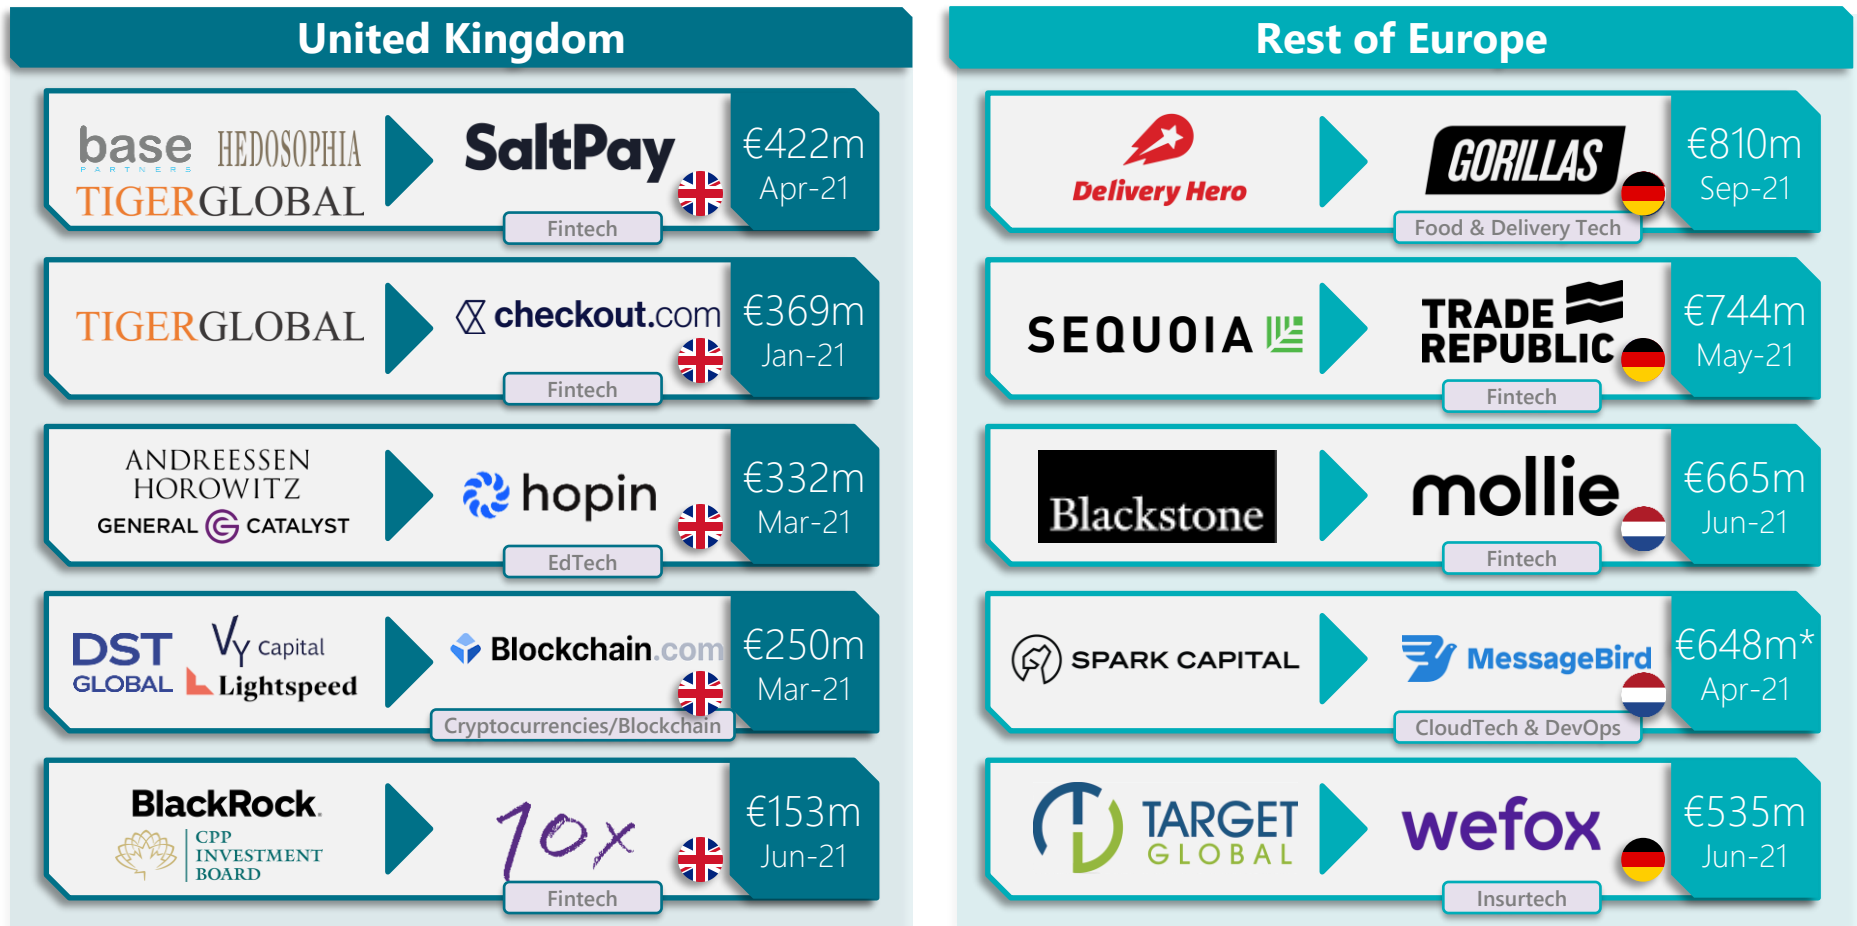 United Kingdom
base
PARTNERS
HEDOSOPHIA
TIGERGLOBAL
SaltPay
Fintech
€422m
Apr-21
TIGERGLOBAL
checkout.com
Fintech
€369m
Jan-21
ANDREESSEN
HOROWITZ
GENERAL CATALYST
hopin
EdTech
€332m
Mar-21
DST
GLOBAL
Vy Capital
Lightspeed
Blockchain.com
Cryptocurrencies/Blockchain
€250m
Mar-21
BlackRock.
CPP
INVESTMENT
BOARD
10x
Fintech
€153m
Jun-21
Rest of Europe
Delivery Hero
GORILLAS
Food & Delivery Tech
€810m
Sep-21
SEQUOIA
TRADE
REPUBLIC
Fintech
€744m
May-21
Blackstone
mollie
Fintech
€665m
Jun-21
SPARK CAPITAL
MessageBird
CloudTech & DevOps
€648m*
Apr-21
TARGET
GLOBAL
wefox
Insurtech
€535m
Jun-21